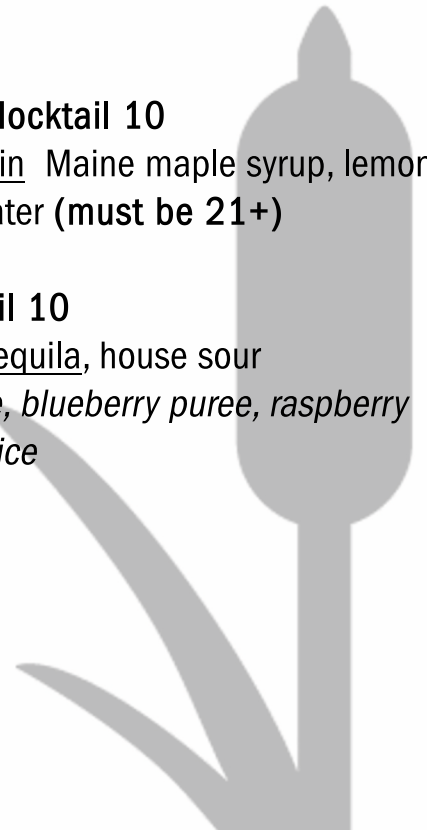 locktail 10
in Maine maple syrup, lemon
ter (must be 21+)
il 10
equila, house sour
, blueberry puree, raspberry
ice